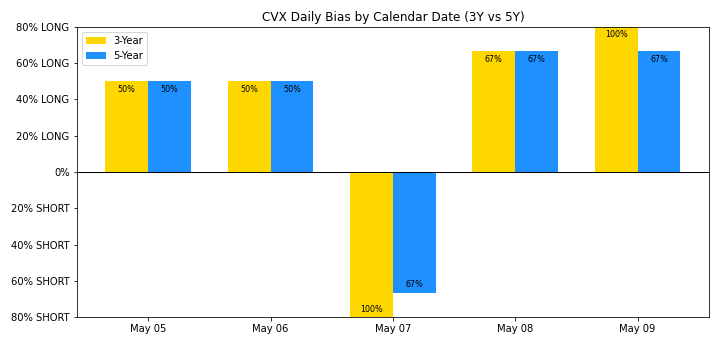 CVX Daily Bias by Calendar Date (3Y vs 5Y)
80% LONG
60% LONG
40% LONG
20% LONG
0%
20% SHORT
40% SHORT
60% SHORT
80% SHORT
3-Year
5-Year
50%
50%
50%
50%
100%
67%
67%
67%
100%
67%
May 05
May 06
May 07
May 08
May 09